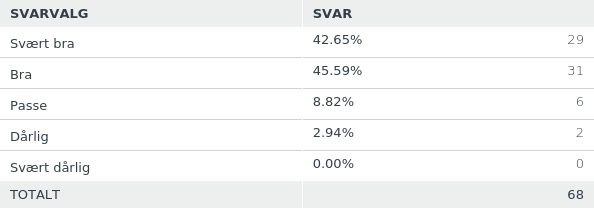 SVARVALG SVAR
Svært bra 42.65% 29
Bra 45.59% 31
Passe 8.82% 6
Dårlig 2.94% 2
Svært dårlig 0.00% 0
TOTALT 68